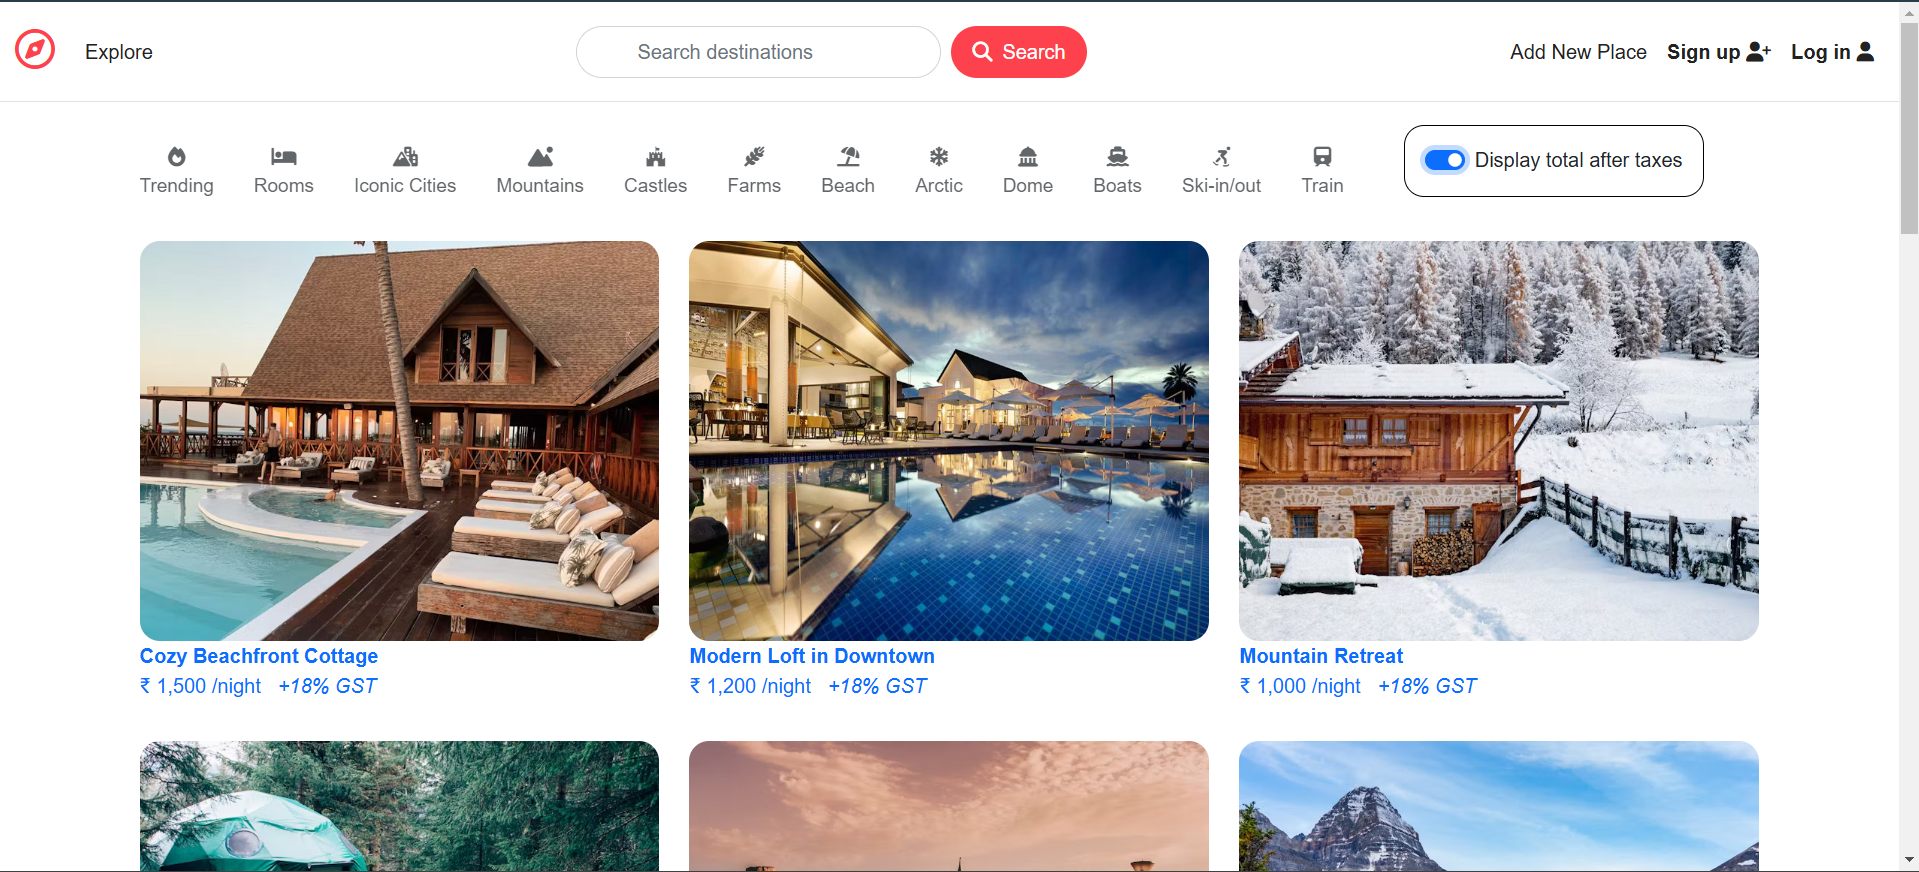 Explore
Search destinations
Search
Add New Place
Sign up
Log in
Trending
Rooms
Iconic Cities
Mountains
Castles
Farms
Beach
Arctic
Dome
Boats
Ski-in/out
Train
Display total after taxes
Cozy Beachfront Cottage
₹ 1,500 /night +18% GST
Modern Loft in Downtown
₹ 1,200 /night +18% GST
Mountain Retreat
₹ 1,000 /night +18% GST